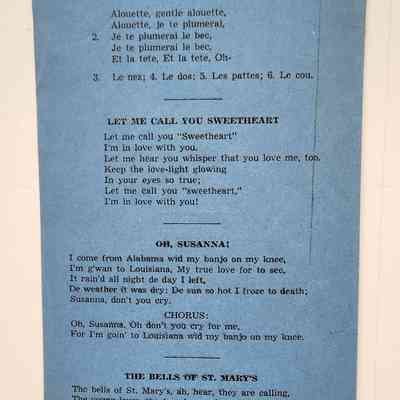 Alouette, gentle alouette,
Alouette, je te plumerai,
2. Je te plumerai le bec,
Je te plumerai le bec,
Et la tete, Et la tete, Oh-
3. Le nez; 4. Le dos; 5. Les pattes; 6. Le cou.
LET ME CALL YOU SWEETHEART
Let me call you "Sweetheart"
I'm in love with you.
Let me hear you whisper that you love me, too.
Keep the love-light glowing
In your eyes so true;
Let me call you "sweetheart,"
I'm in love with you!
OH, SUSANNA!
I come from Alabama wid my banjo on my knee,
I'm g'wan to Louisiana, My true love for to see,
It rain'd all night de day I left,
De weather it was dry: De sun so hot I froze to death;
Susanna, don't you cry.
CHORUS:
Oh, Susanna, Oh don't you cry for me.
For I'm goin' to Louisiana wid my banjo on my knee.
THE BELLS OF ST. MARY'S
The bells of St. Mary's, ah, hear, they are calling,